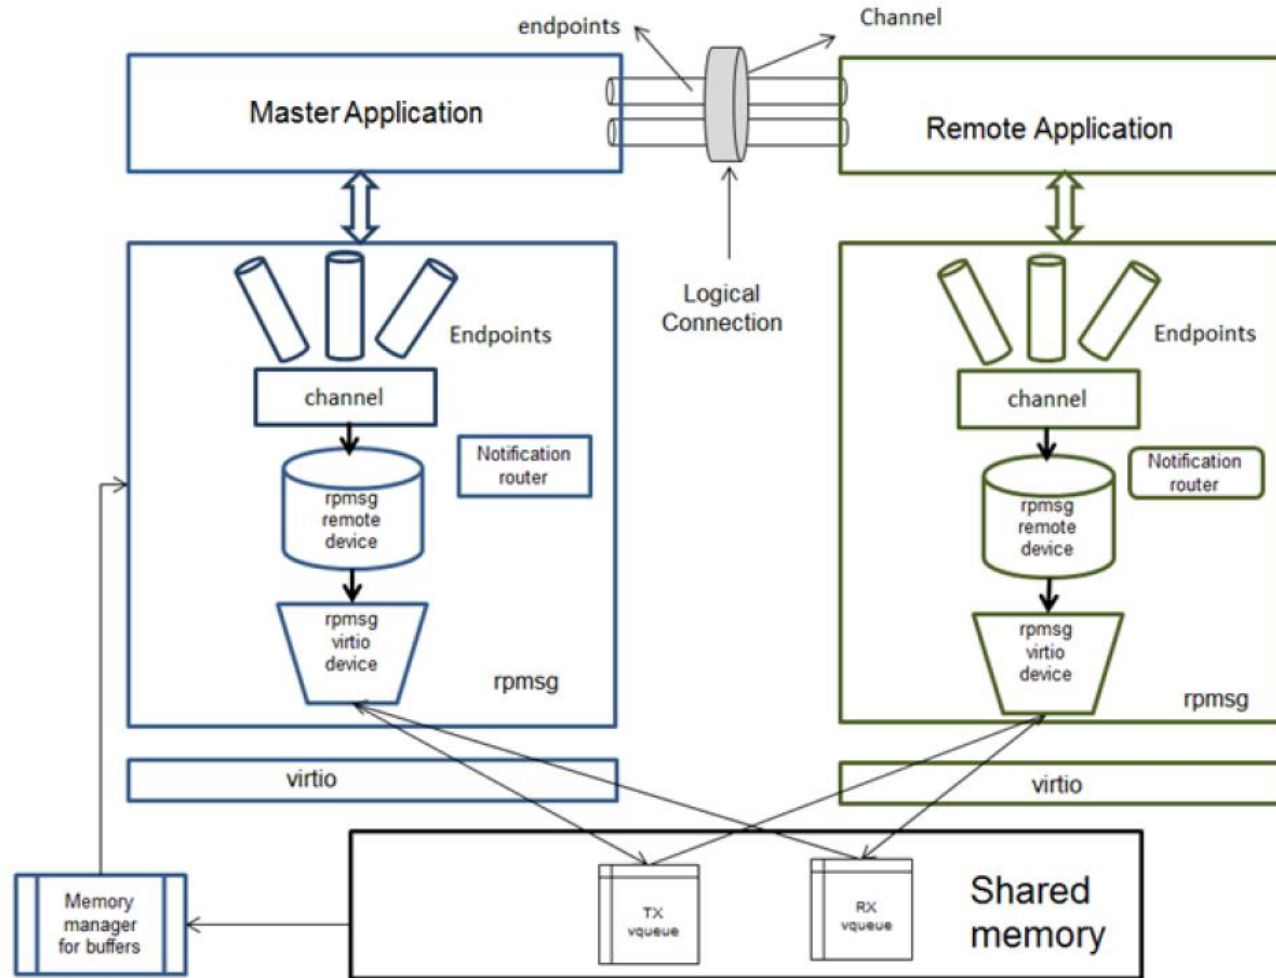 endpoints
Channel
Master Application
Remote Application
Logical
Connection
Endpoints
channel
Notification
router
rpmsg
remote
device
rpmsg
virtio
device
rpmsg
virtio
Endpoints
channel
Notification
router
rpmsg
remote
device
rpmsg
virtio
device
rpmsg
virtio
Memory
manager
for buffers
TX
vqueue
RX
vqueue
Shared
memory